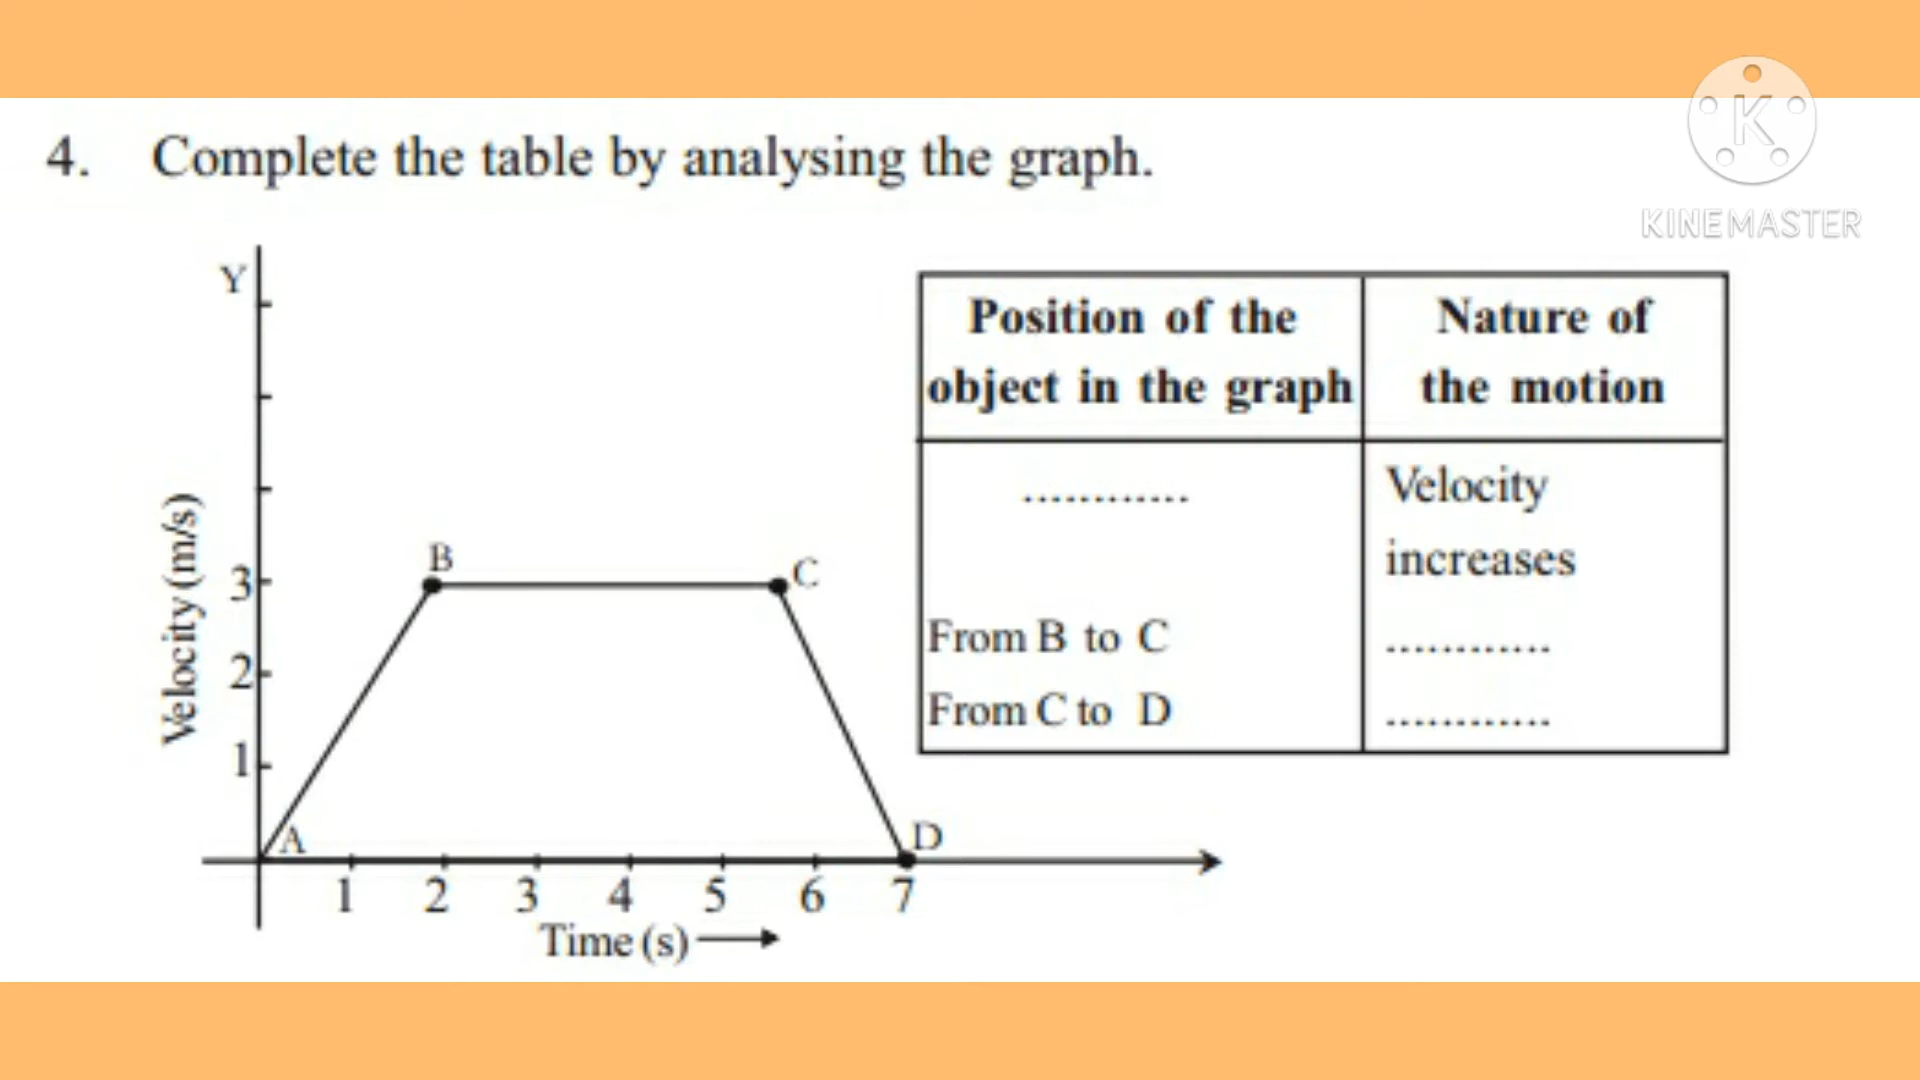 4. Complete the table by analysing the graph.
K
KINEMASTER
Y
Velocity (m/s)
3
2
1
A
B
C
D
1 2 3 4 5 6 7
Time (s)
Position of the object in the graph
Nature of the motion
............
Velocity increases
From B to C ............
From C to D ............